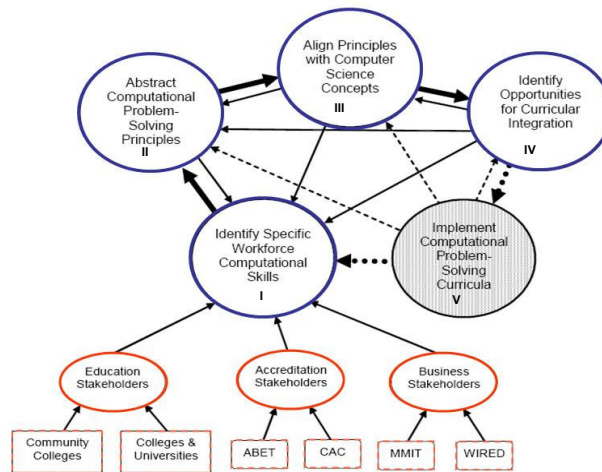 Align Principles
with Computer
Science
Concepts
III
Abstract
Computational
Problem-
Solving
Principles
II
Identify
Opportunities
for Curricular
Integration
IV
Identify Specific
Workforce
Computational
Skills
I
Implement
Computational
Problem-
Solving
Curricula
V
Education
Stakeholders
Accreditation
Stakeholders
Business
Stakeholders
Community
Colleges
Colleges &
Universities
ABET
CAC
MMIT
WIRED